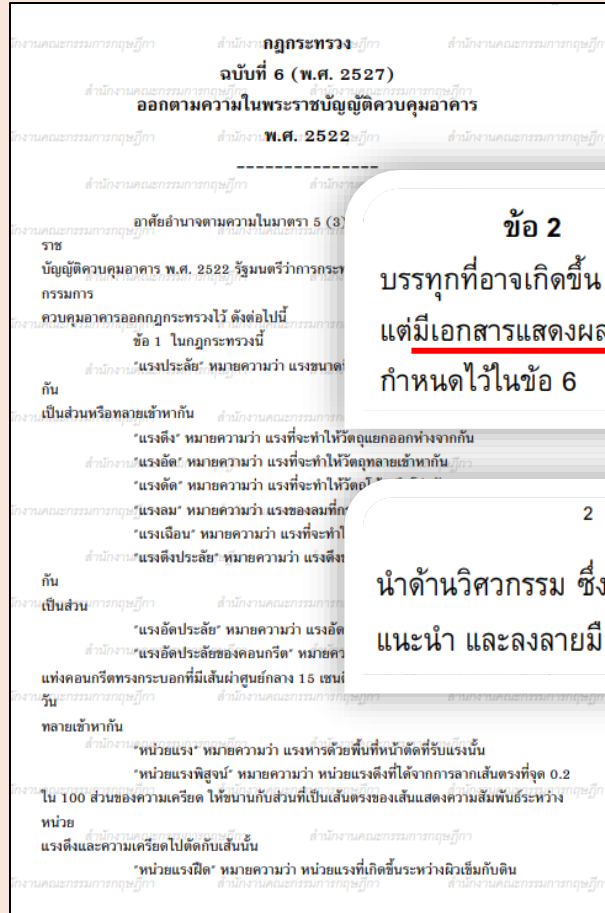 กฎกระทรวง
ฉบับที่ 6 (พ.ศ. 2527)
ออกตามความในพระราชบัญญัติควบคุมอาคาร
พ.ศ. 2522
---------------
อาศัยอำนาจตามความในมาตรา 5 (3)
ราช
บัญญัติควบคุมอาคาร พ.ศ. 2522 รัฐมนตรีว่าการกระท
กรรมการ
ควบคุมอาคารออกกฎกระทรวงไว้ ดังต่อไปนี้
ข้อ 1 ในกฎกระทรวงนี้
"แรงประลัย" หมายความว่า แรงขนาด
กัน
เป็นส่วนหรือทลายเข้าหากัน
"แรงดึง" หมายความว่า แรงที่จะทำให้วัตถุแยกออกห่างจากกัน
"แรงอัด" หมายความว่า แรงที่จะทำให้วัตถุทลายเข้าหากัน
"แรงดัด" หมายความว่า แรงที่จะทำให้วัตถุ
"แรงลม" หมายความว่า แรงของลมที่
"แรงเฉือน" หมายความว่า แรงที่จะทำ
"แรงดึงประลัย" หมายความว่า แรงดึง
กัน
เป็นส่วน
"แรงอัดประลัย" หมายความว่า แรงอัด
"แรงอัดประลัยของคอนกรีต" หมายคว
แท่งคอนกรีตทรงกระบอกที่มีเส้นผ่าศูนย์กลาง 15 เซน
วัน
ทลายเข้าหากัน
"หน่วยแรง" หมายความว่า แรงหารด้วยพื้นที่หน้าตัดที่รับแรงนั้น
"หน่วยแรงพิสูจน์" หมายความว่า หน่วยแรงดึงที่ได้จากการลากเส้นตรงที่จุด 0.2
ใน 100 ส่วนของความเครียด ให้ขนานกับส่วนที่เป็นเส้นตรงของเส้นแสดงความสัมพันธ์ระหว่าง
หน่วย
แรงดึงและความเครียดไปตัดกับเส้นนั้น
"หน่วยแรงฝืด" หมายความว่า หน่วยแรงที่เกิดขึ้นระหว่างผิวเข็มกับดิน
ข้อ 2
บรรทุกที่อาจเกิดขึ้น
แต่มีเอกสารแสดงผล
กำหนดไว้ในข้อ 6
2
นำด้านวิศวกรรม ซึ่ง
แนะนำ และลงลายมือ